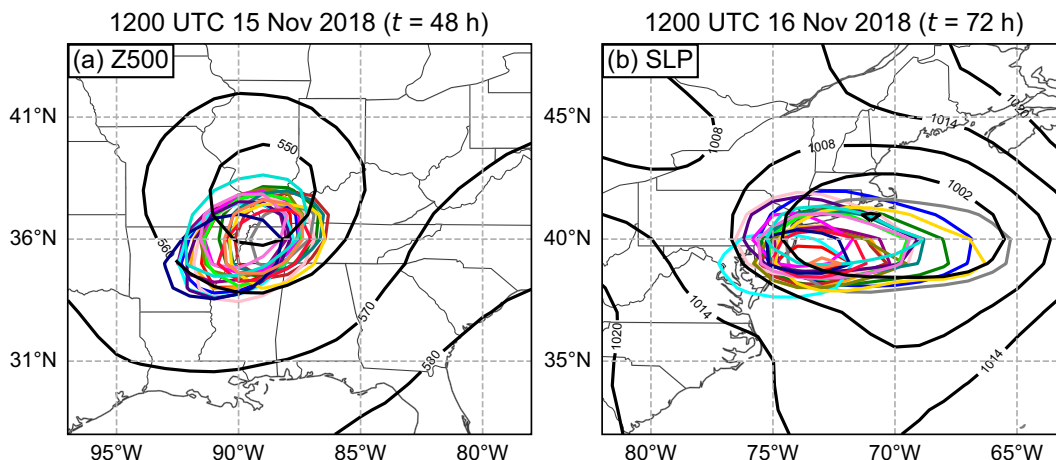 1200 UTC 15 Nov 2018 (t = 48 h)
1200 UTC 16 Nov 2018 (t = 72 h)
(a) Z500
(b) SLP
41°N
36°N
31°N
95°W
90°W
85°W
80°W
550
560
570
580
45°N
40°N
35°N
80°W
75°W
70°W
65°W
1008
1014
1020
1008
1002
1014
1020
1014